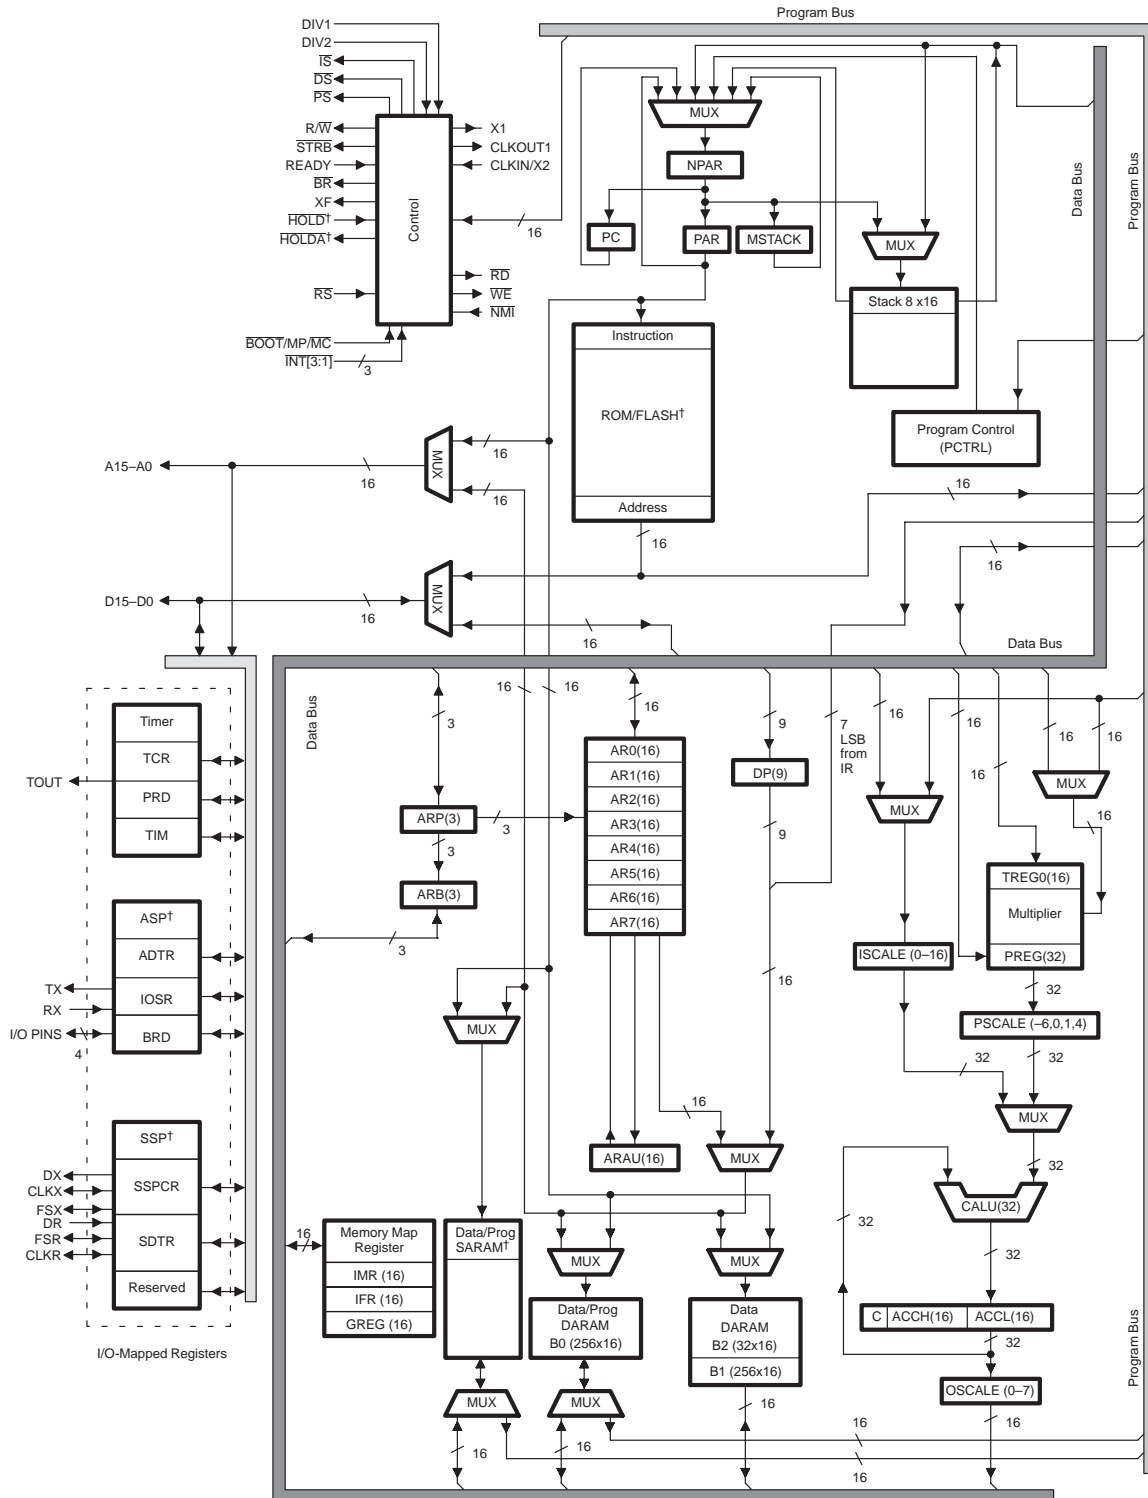 Program Bus
DIV1
DIV2
IS
DS
PS
R/W
STRB
READY
BR
XF
HOLD†
HOLDA†
RS
BOOT/MP/MC
INT[3:1]
3
Control
X1
CLKOUT1
CLKIN/X2
16
RD
WE
NMI
MUX
NPAR
PC
PAR
MSTACK
MUX
Stack 8 x16
Data Bus
Program Bus
Instruction
ROM/FLASH†
Address
16
Program Control
(PCTRL)
A15–A0
16
MUX
16
16
16
16
D15–D0
16
MUX
16
Data Bus
Data Bus
Timer
TCR
PRD
TIM
TOUT
ASP†
ADTR
IOSR
BRD
TX
RX
I/O PINS
4
SSP†
SSPCR
SDTR
Reserved
DX
CLKX
FSX
DR
FSR
CLKR
I/O-Mapped Registers
3
16
16
16
9
7
LSB
from
IR
16
16
16
16
16
ARP(3)
3
3
ARB(3)
3
AR0(16)
AR1(16)
AR2(16)
AR3(16)
AR4(16)
AR5(16)
AR6(16)
AR7(16)
DP(9)
9
16
MUX
MUX
16
TREG0(16)
Multiplier
PREG(32)
ISCALE (0–16)
32
PSCALE (–6,0,1,4)
32
32
MUX
MUX
16
ARAU(16)
MUX
32
CALU(32)
32
32
16
Memory Map
Register
IMR (16)
IFR (16)
GREG (16)
Data/Prog
SARAM†
MUX
MUX
Data/Prog
DARAM
B0 (256x16)
Data
DARAM
B2 (32x16)
B1 (256x16)
C
ACCH(16)
ACCL(16)
32
OSCALE (0–7)
MUX
MUX
16
16
16
16
16
16
Program Bus